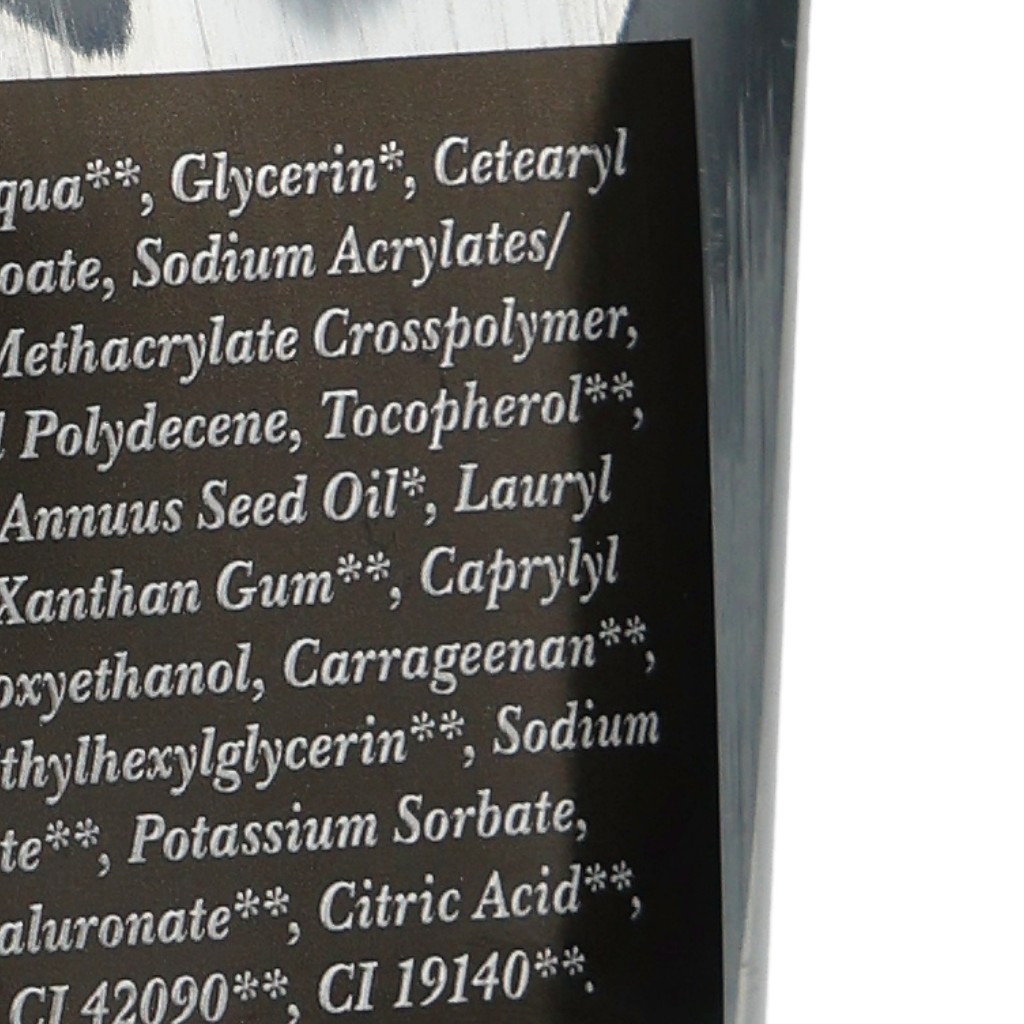 qua**, Glycerin*, Cetearyl
oate, Sodium Acrylates/
Methacrylate Crosspolymer,
l Polydecene, Tocopherol**,
Annuus Seed Oil*, Lauryl
Xanthan Gum**, Caprylyl
oxyethanol, Carrageenan**,
thylhexylglycerin**, Sodium
te**, Potassium Sorbate,
aluronate**, Citric Acid**,
CI 42090**, CI 19140**.